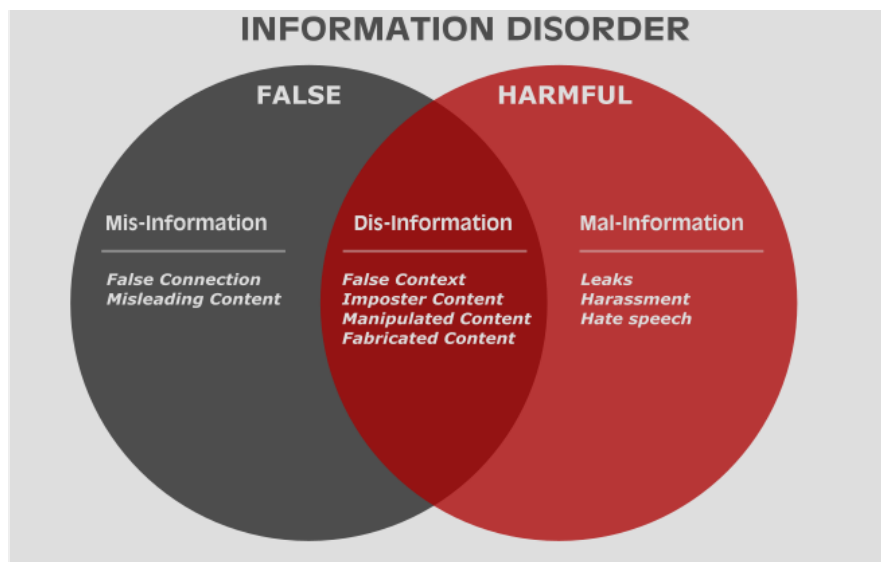 INFORMATION DISORDER
FALSE
HARMFUL
Mis-Information
False Connection
Misleading Content
Dis-Information
False Context
Imposter Content
Manipulated Content
Fabricated Content
Mal-Information
Leaks
Harassment
Hate speech